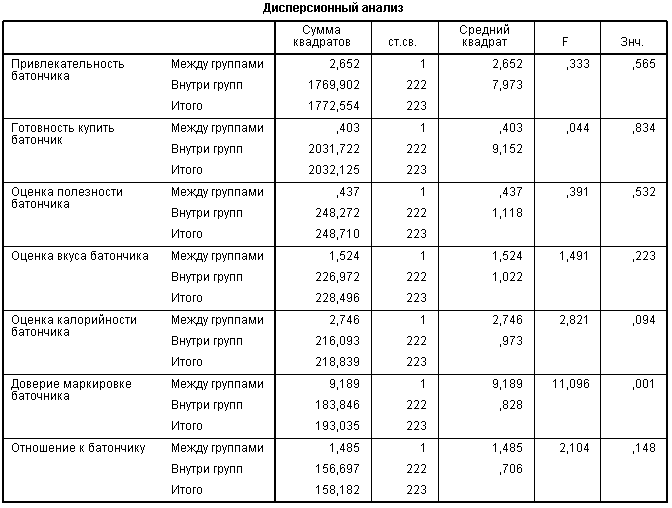 Дисперсионный анализ
Сумма квадратов ст.св. Средний квадрат F Знч.
Привлекательность батончика Между группами 2,652 1 2,652 ,333 ,565
Внутри групп 1769,902 222 7,973
Итого 1772,554 223
Готовность купить батончик Между группами ,403 1 ,403 ,044 ,834
Внутри групп 2031,722 222 9,152
Итого 2032,125 223
Оценка полезности батончика Между группами ,437 1 ,437 ,391 ,532
Внутри групп 248,272 222 1,118
Итого 248,710 223
Оценка вкуса батончика Между группами 1,524 1 1,524 1,491 ,223
Внутри групп 226,972 222 1,022
Итого 228,496 223
Оценка калорийности батончика Между группами 2,746 1 2,746 2,821 ,094
Внутри групп 216,093 222 ,973
Итого 218,839 223
Доверие маркировке баточника Между группами 9,189 1 9,189 11,096 ,001
Внутри групп 183,846 222 ,828
Итого 193,035 223
Отношение к батончику Между группами 1,485 1 1,485 2,104 ,148
Внутри групп 156,697 222 ,706
Итого 158,182 223